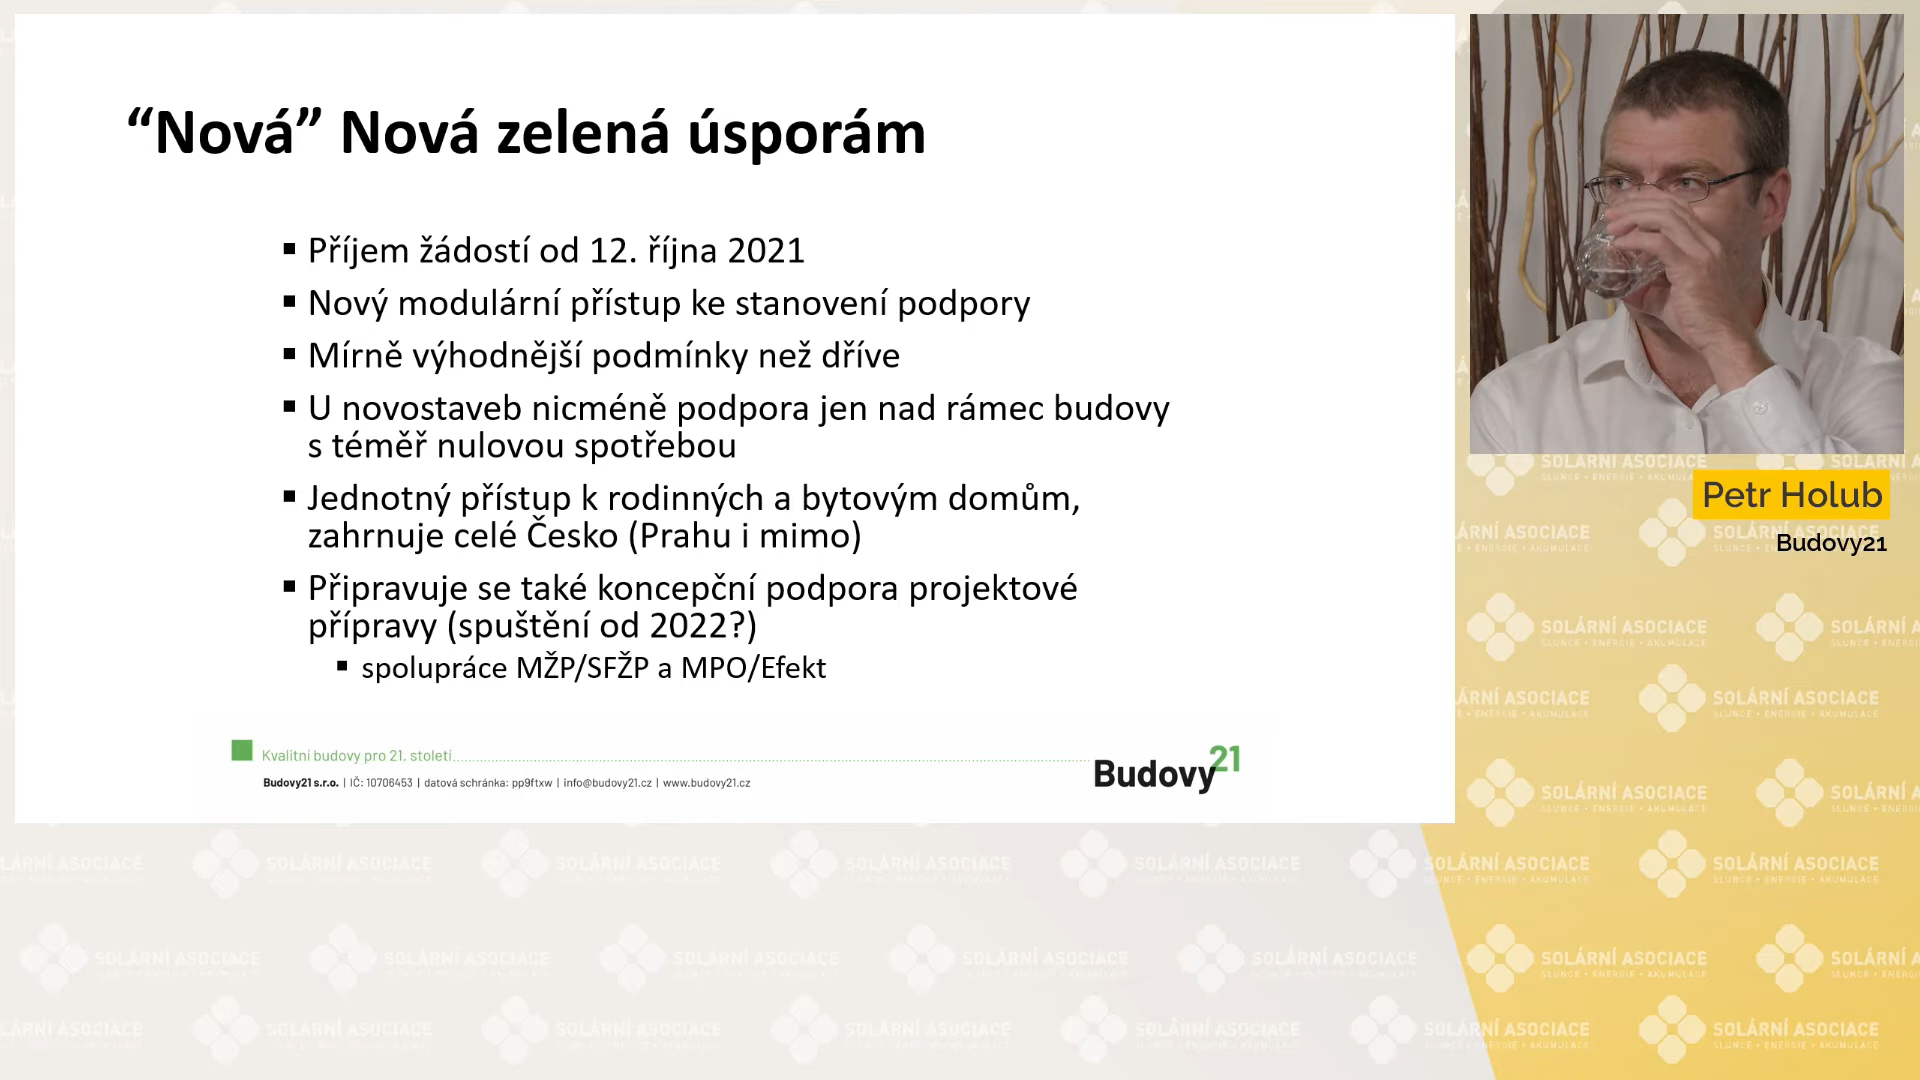 “Nová” Nová zelená úsporám
▪ Příjem žádostí od 12. října 2021
▪ Nový modulární přístup ke stanovení podpory
▪ Mírně výhodnější podmínky než dříve
▪ U novostaveb nicméně podpora jen nad rámec budovy
s téměř nulovou spotřebou
▪ Jednotný přístup k rodinných a bytovým domům,
zahrnuje celé Česko (Prahu i mimo)
▪ Připravuje se také koncepční podpora projektové
přípravy (spuštění od 2022?)
▪ spolupráce MŽP/SFŽP a MPO/Efekt
Kvalitní budovy pro 21. století
Budovy21 s.r.o. | IČ: 10706453 | datová schránka: pp9ftxw | info@budovy21.cz | www.budovy21.cz
Budovy21
Petr Holub
Budovy21
SOLÁRNÍ ASOCIACE
SLUNCE • ENERGIE • AKUMULACE